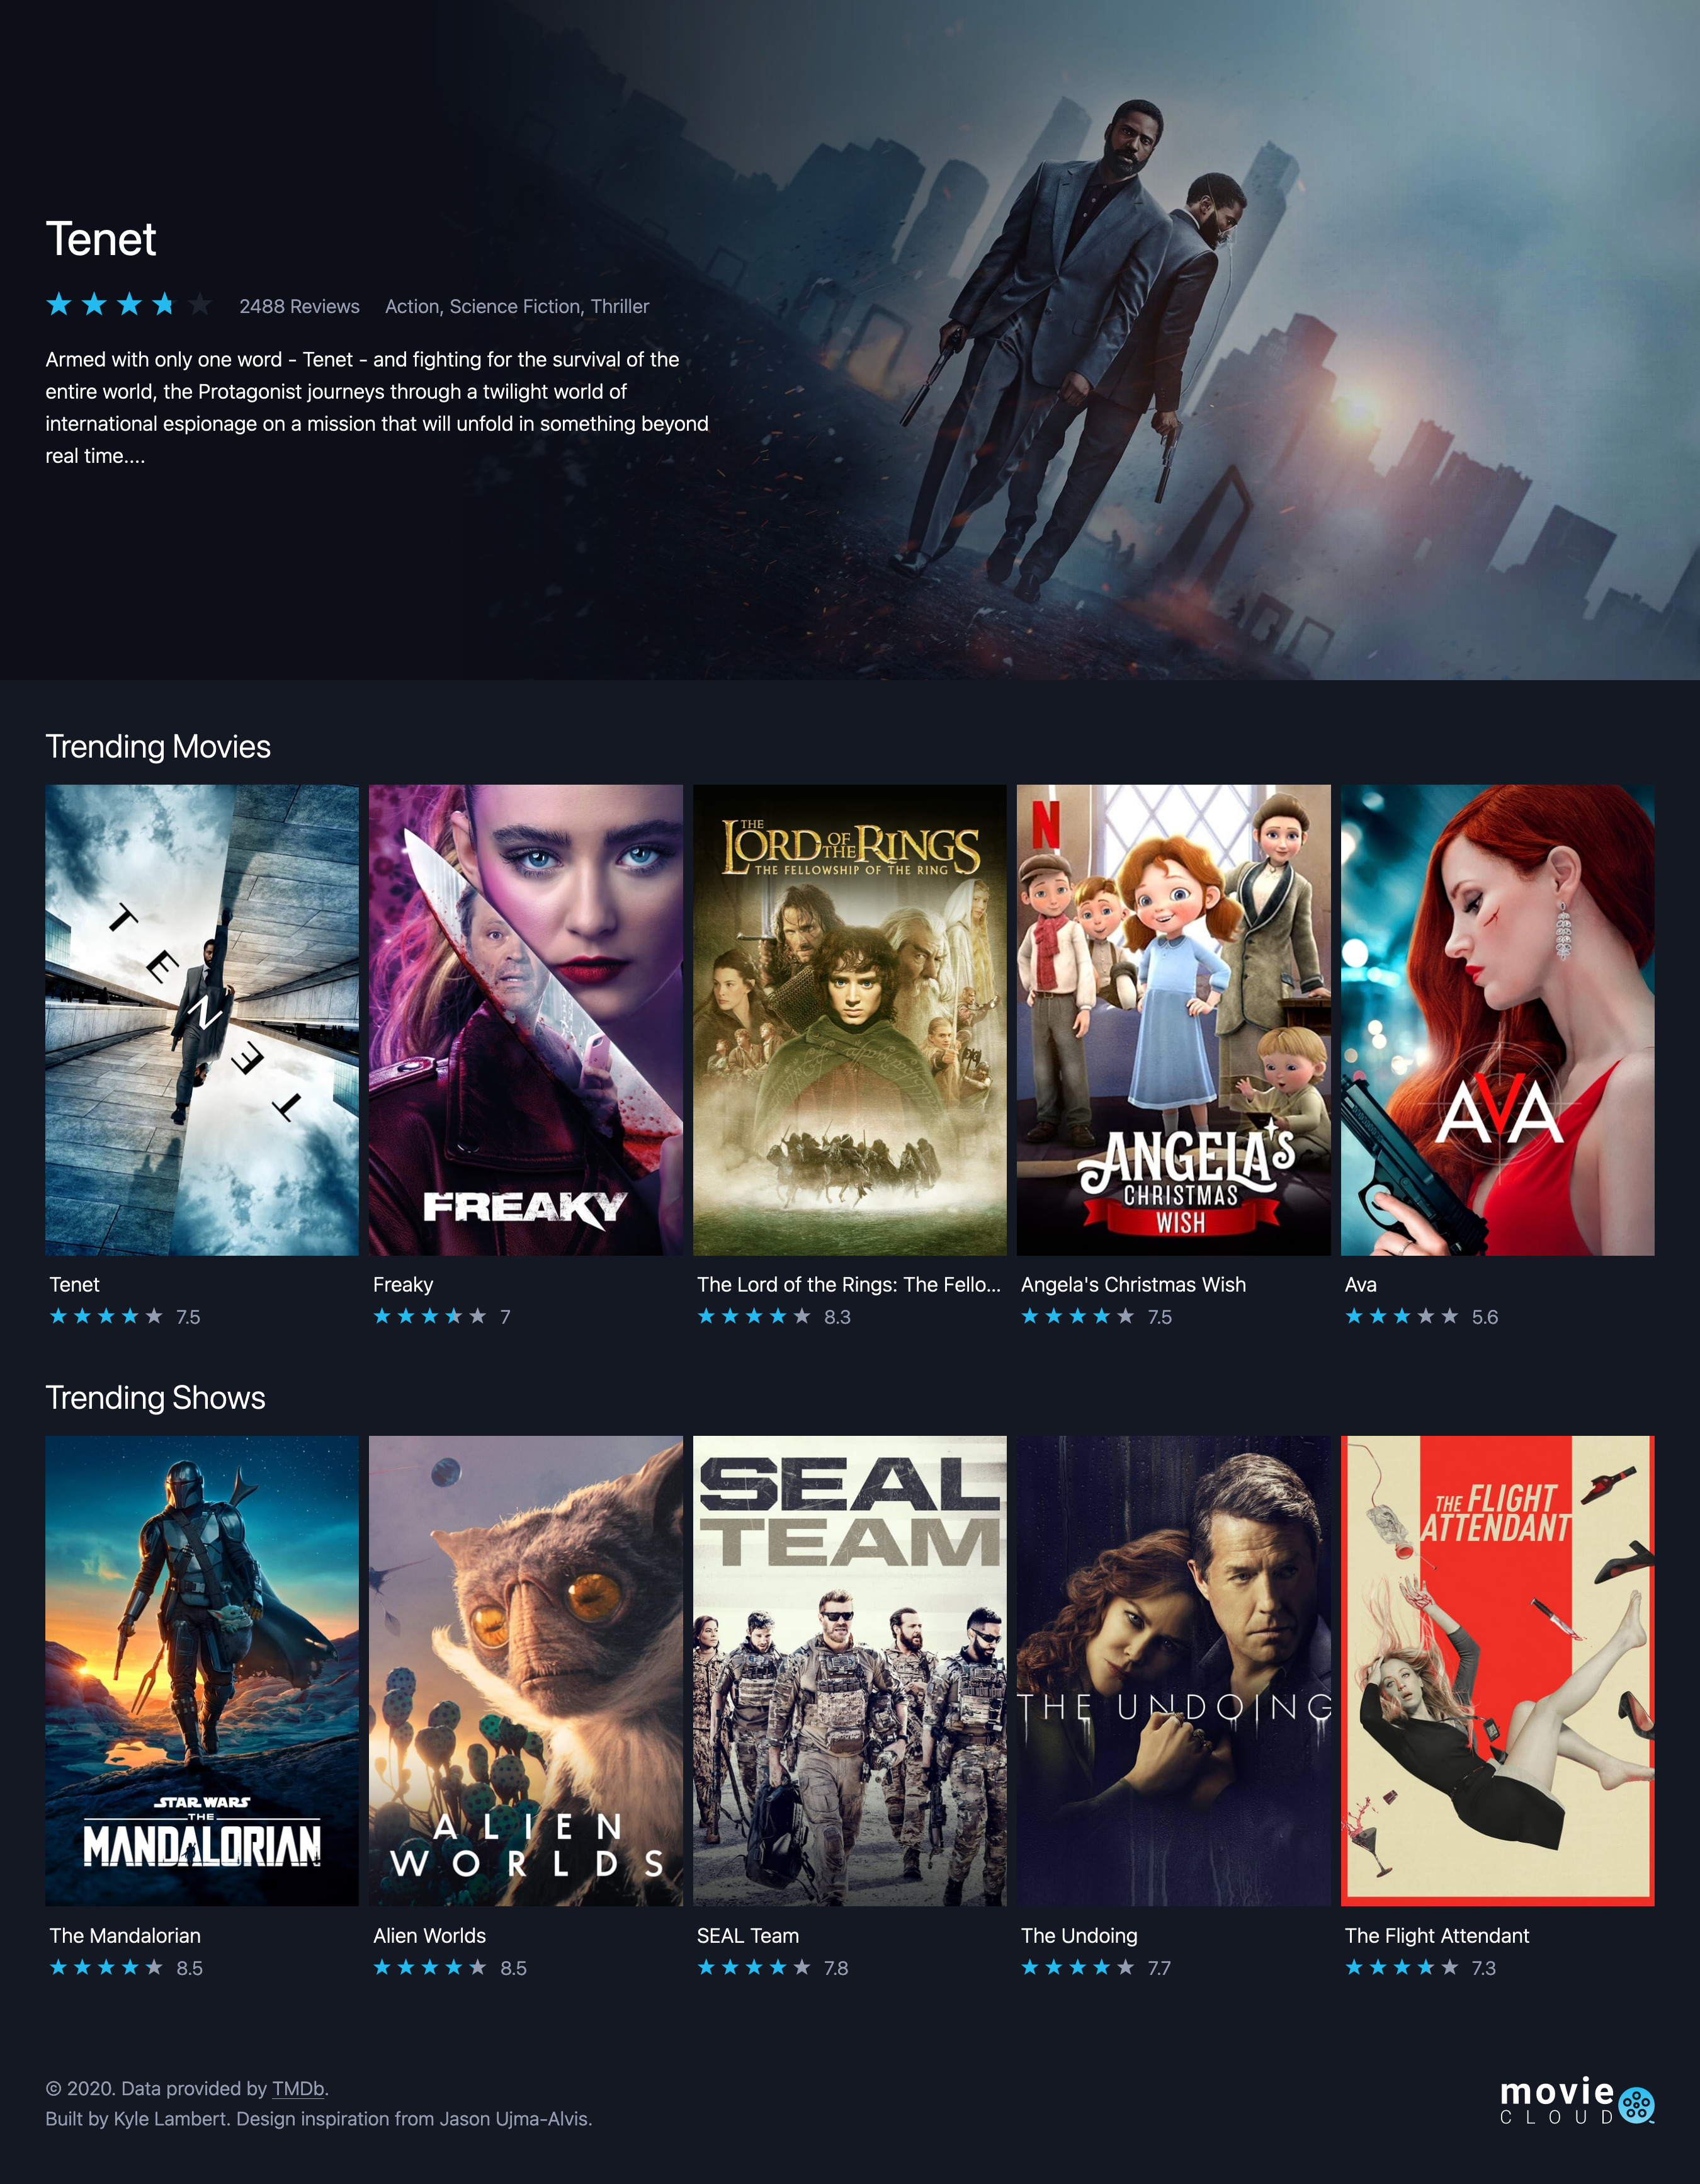 Tenet
2488 Reviews Action, Science Fiction, Thriller
Armed with only one word - Tenet - and fighting for the survival of the
entire world, the Protagonist journeys through a twilight world of
international espionage on a mission that will unfold in something beyond
real time....
Trending Movies
TENET
FREAKY
THE
LORD OF THE RINGS
THE FELLOWSHIP OF THE RING
N
ANGELA'S
CHRISTMAS
WISH
AVA
Tenet
7.5
Freaky
7
The Lord of the Rings: The Fello...
8.3
Angela's Christmas Wish
7.5
Ava
5.6
Trending Shows
STAR WARS
THE
MANDALORIAN
ALIEN
WORLDS
SEAL
TEAM
THE UNDOING
THE FLIGHT
ATTENDANT
The Mandalorian
8.5
Alien Worlds
8.5
SEAL Team
7.8
The Undoing
7.7
The Flight Attendant
7.3
© 2020. Data provided by TMDb.
Built by Kyle Lambert. Design inspiration from Jason Ujma-Alvis.
movie
CLOUD